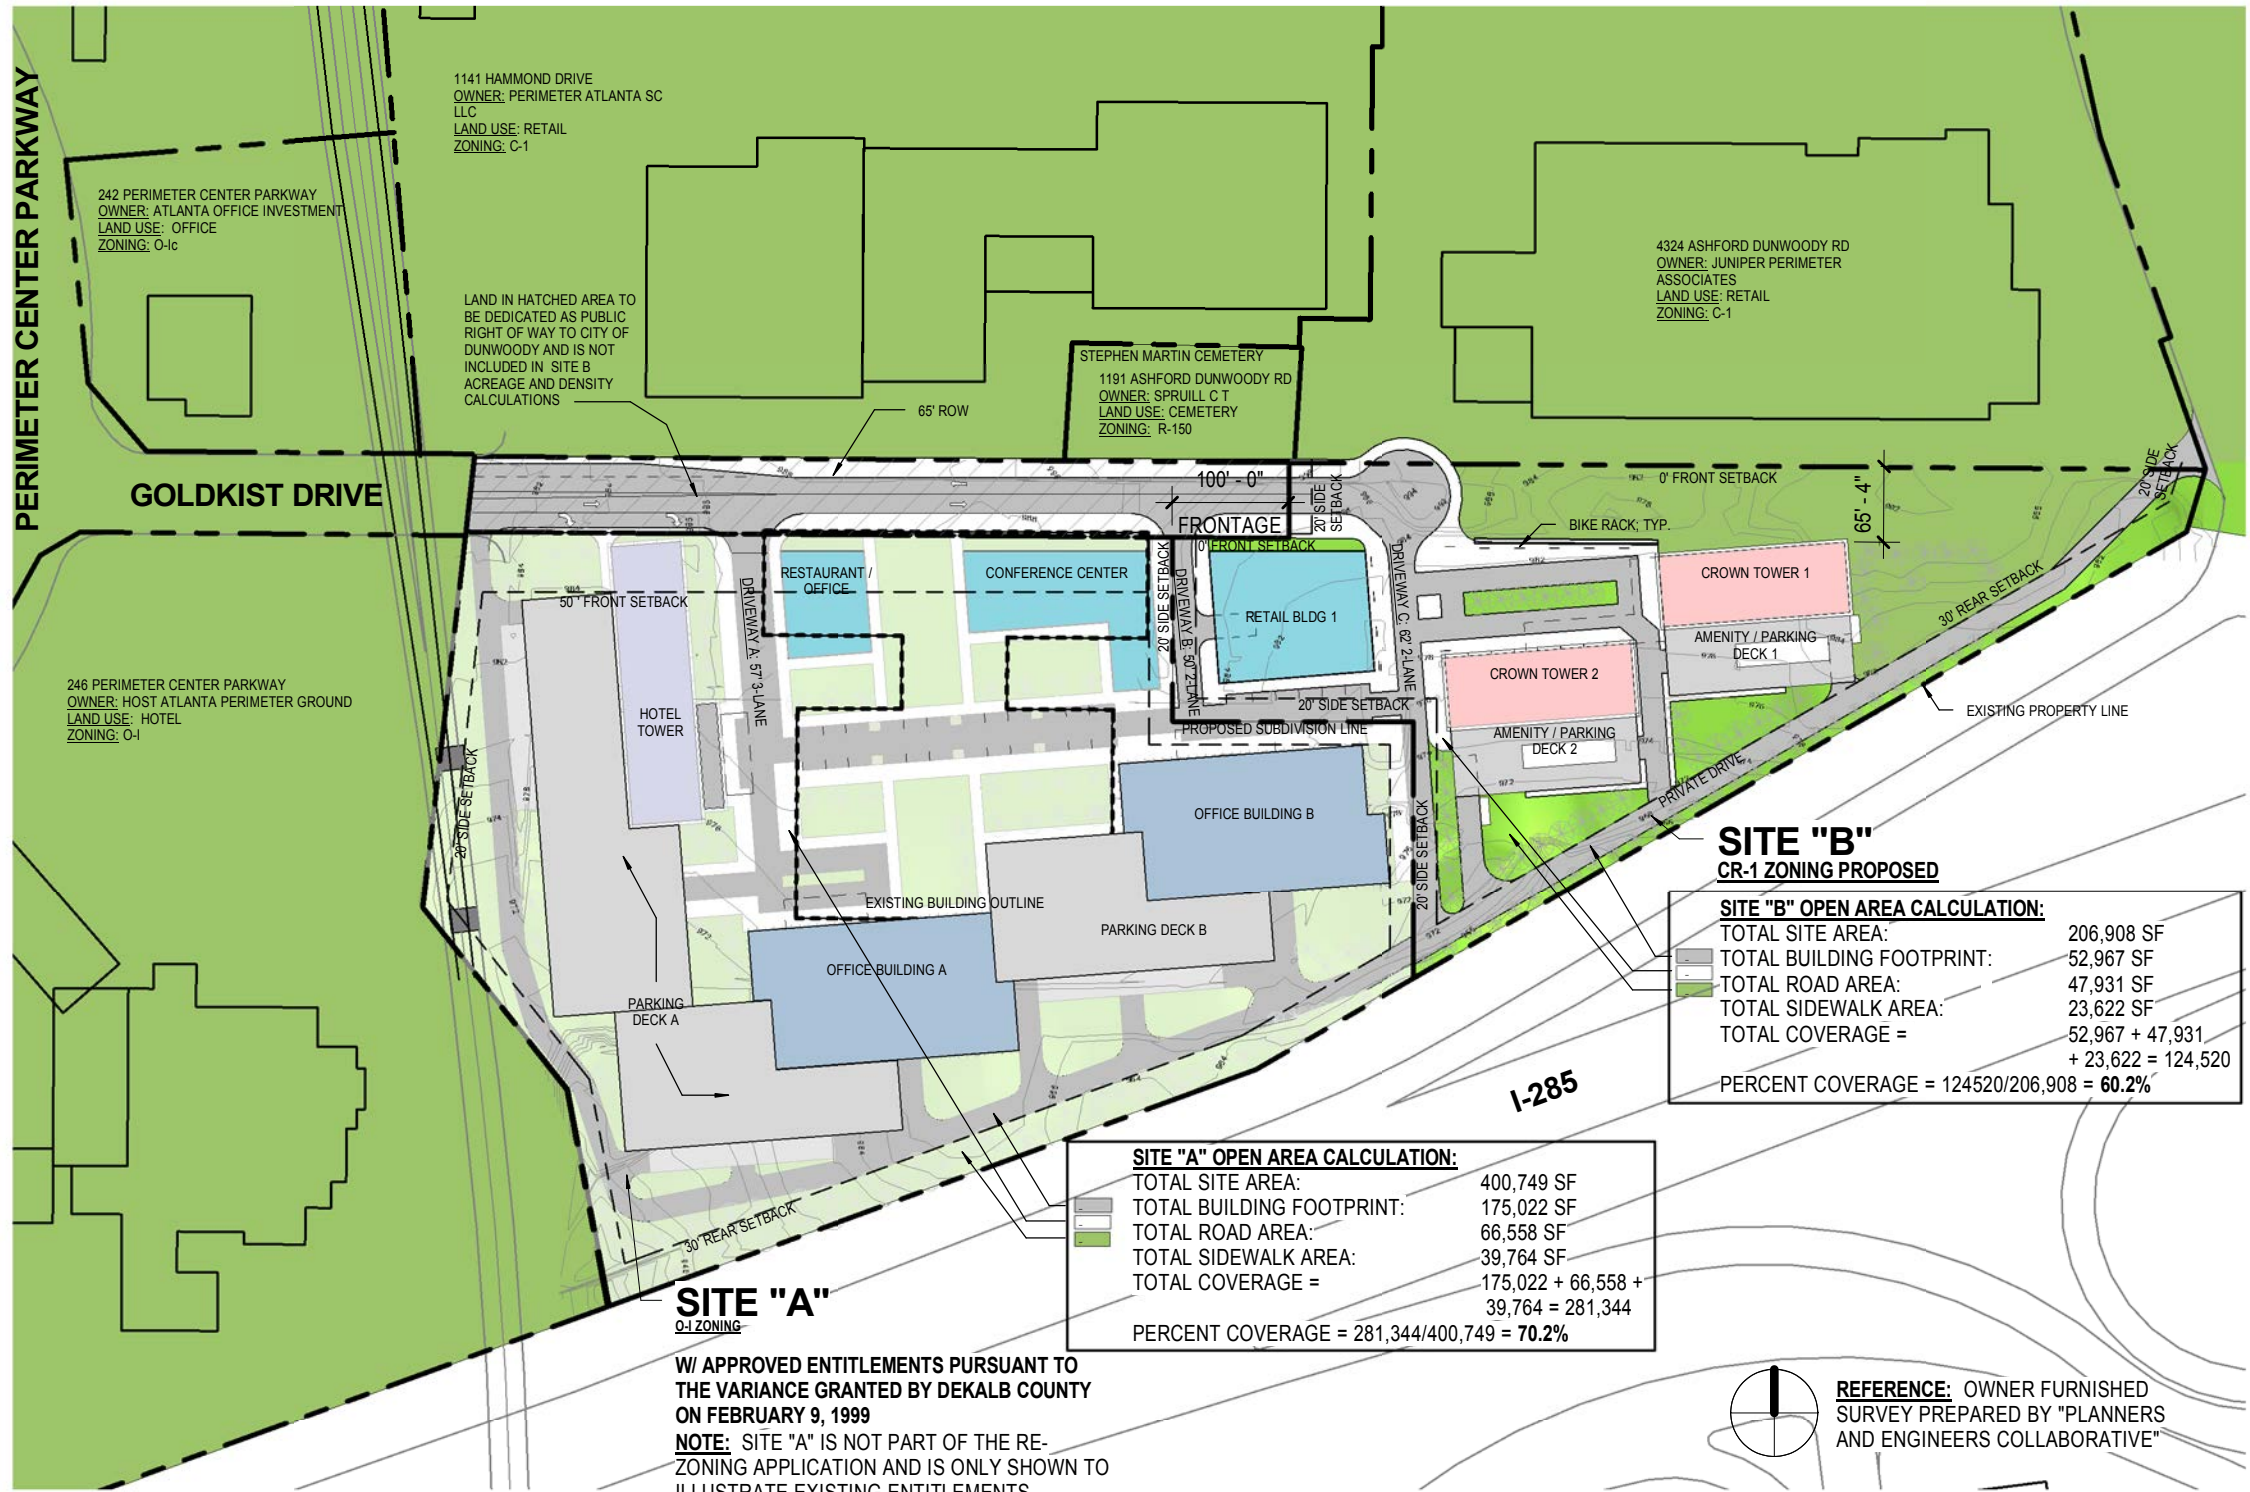 PERIMETER CENTER PARKWAY
1141 HAMMOND DRIVE
OWNER: PERIMETER ATLANTA SC
LLC
LAND USE: RETAIL
ZONING: C-1
242 PERIMETER CENTER PARKWAY
OWNER: ATLANTA OFFICE INVESTMENT
LAND USE: OFFICE
ZONING: O-Ic
4324 ASHFORD DUNWOODY RD
OWNER: JUNIPER PERIMETER
ASSOCIATES
LAND USE: RETAIL
ZONING: C-1
LAND IN HATCHED AREA TO
BE DEDICATED AS PUBLIC
RIGHT OF WAY TO CITY OF
DUNWOODY AND IS NOT
INCLUDED IN SITE B
ACREAGE AND DENSITY
CALCULATIONS
65' ROW
STEPHEN MARTIN CEMETERY
1191 ASHFORD DUNWOODY RD
OWNER: SPRUILL C T
LAND USE: CEMETERY
ZONING: R-150
GOLDKIST DRIVE
100' - 0"
FRONTAGE
20' SIDE
SETBACK
0' FRONT SETBACK
0' FRONT SETBACK
65' - 4"
20' SIDE
SETBACK
BIKE RACK; TYP.
50' FRONT SETBACK
HOTEL
TOWER
DRIVEWAY A: 57' 3-LANE
RESTAURANT /
OFFICE
CONFERENCE CENTER
20' SIDE SETBACK
DRIVEWAY B: 50' 2-LANE
RETAIL BLDG 1
DRIVEWAY C: 62' 2-LANE
CROWN TOWER 1
AMENITY / PARKING
DECK 1
30' REAR SETBACK
CROWN TOWER 2
AMENITY / PARKING
DECK 2
20' SIDE SETBACK
PROPOSED SUBDIVISION LINE
EXISTING PROPERTY LINE
PRIVATE DRIVE
246 PERIMETER CENTER PARKWAY
OWNER: HOST ATLANTA PERIMETER GROUND
LAND USE: HOTEL
ZONING: O-I
20' SIDE SETBACK
OFFICE BUILDING B
20' SIDE SETBACK
EXISTING BUILDING OUTLINE
PARKING DECK B
OFFICE BUILDING A
PARKING
DECK A
30' REAR SETBACK
I-285
SITE "B"
CR-1 ZONING PROPOSED
SITE "B" OPEN AREA CALCULATION:
TOTAL SITE AREA: 206,908 SF
TOTAL BUILDING FOOTPRINT: 52,967 SF
TOTAL ROAD AREA: 47,931 SF
TOTAL SIDEWALK AREA: 23,622 SF
TOTAL COVERAGE = 52,967 + 47,931
+ 23,622 = 124,520
PERCENT COVERAGE = 124520/206,908 = 60.2%
SITE "A" OPEN AREA CALCULATION:
TOTAL SITE AREA: 400,749 SF
TOTAL BUILDING FOOTPRINT: 175,022 SF
TOTAL ROAD AREA: 66,558 SF
TOTAL SIDEWALK AREA: 39,764 SF
TOTAL COVERAGE = 175,022 + 66,558 +
39,764 = 281,344
PERCENT COVERAGE = 281,344/400,749 = 70.2%
SITE "A"
O-I ZONING
W/ APPROVED ENTITLEMENTS PURSUANT TO
THE VARIANCE GRANTED BY DEKALB COUNTY
ON FEBRUARY 9, 1999
NOTE: SITE "A" IS NOT PART OF THE RE-
ZONING APPLICATION AND IS ONLY SHOWN TO
ILLUSTRATE EXISTING ENTITLEMENTS
REFERENCE: OWNER FURNISHED
SURVEY PREPARED BY "PLANNERS
AND ENGINEERS COLLABORATIVE"